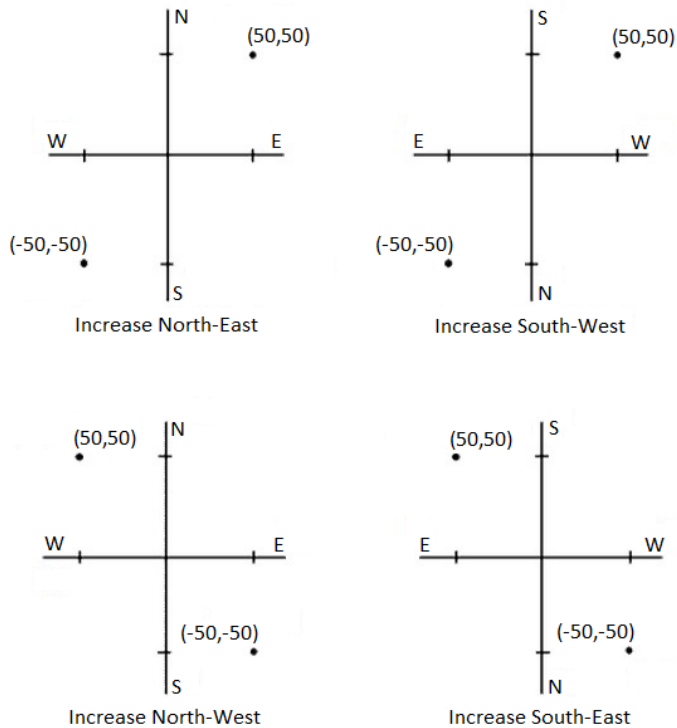 N
(50,50)
W
E
(-50,-50)
S
Increase North-East
S
(50,50)
E
W
(-50,-50)
N
Increase South-West
N
(50,50)
W
E
(-50,-50)
S
Increase North-West
S
(50,50)
E
W
(-50,-50)
N
Increase South-East